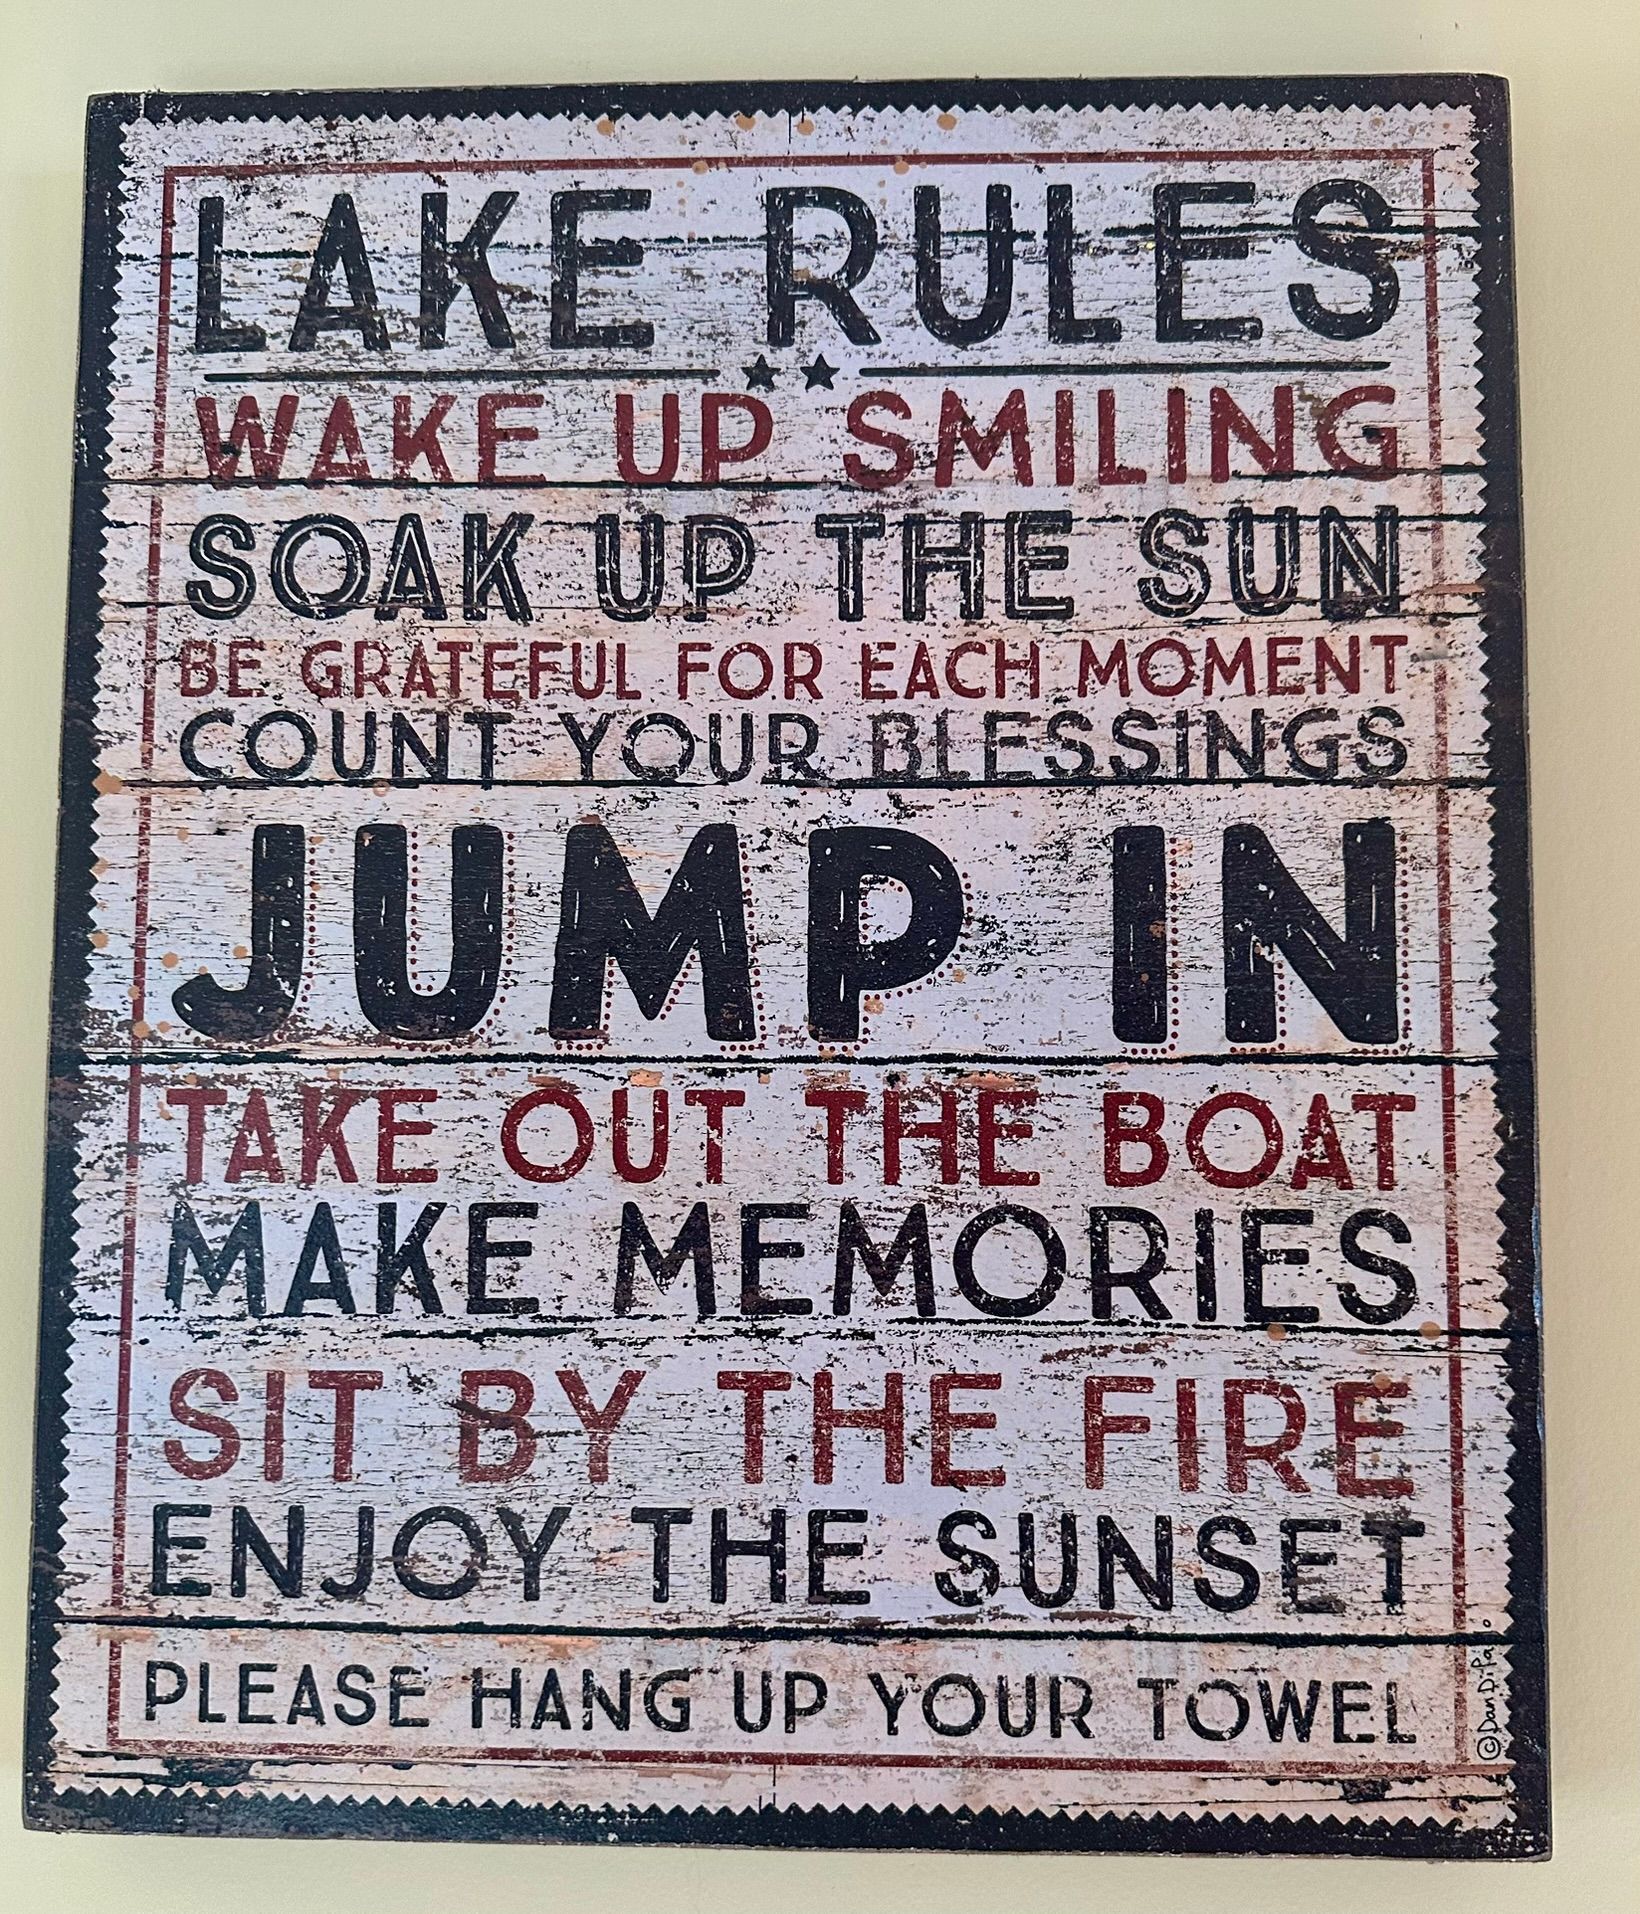 LAKE RULES
WAKE UP SMILING
SOAK UP THE SUN
BE GRATEFUL FOR EACH MOMENT
COUNT YOUR BLESSINGS
JUMP IN
TAKE OUT THE BOAT
MAKE MEMORIES
SIT BY THE FIRE
ENJOY THE SUNSET
PLEASE HANG UP YOUR TOWEL
©Dan DiPaolo